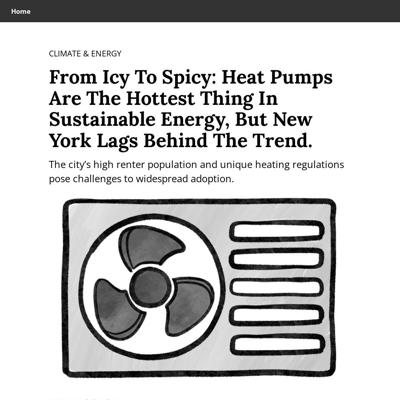 Home
CLIMATE & ENERGY
From Icy To Spicy: Heat Pumps
Are The Hottest Thing In
Sustainable Energy, But New
York Lags Behind The Trend.
The city's high renter population and unique heating regulations
pose challenges to widespread adoption.